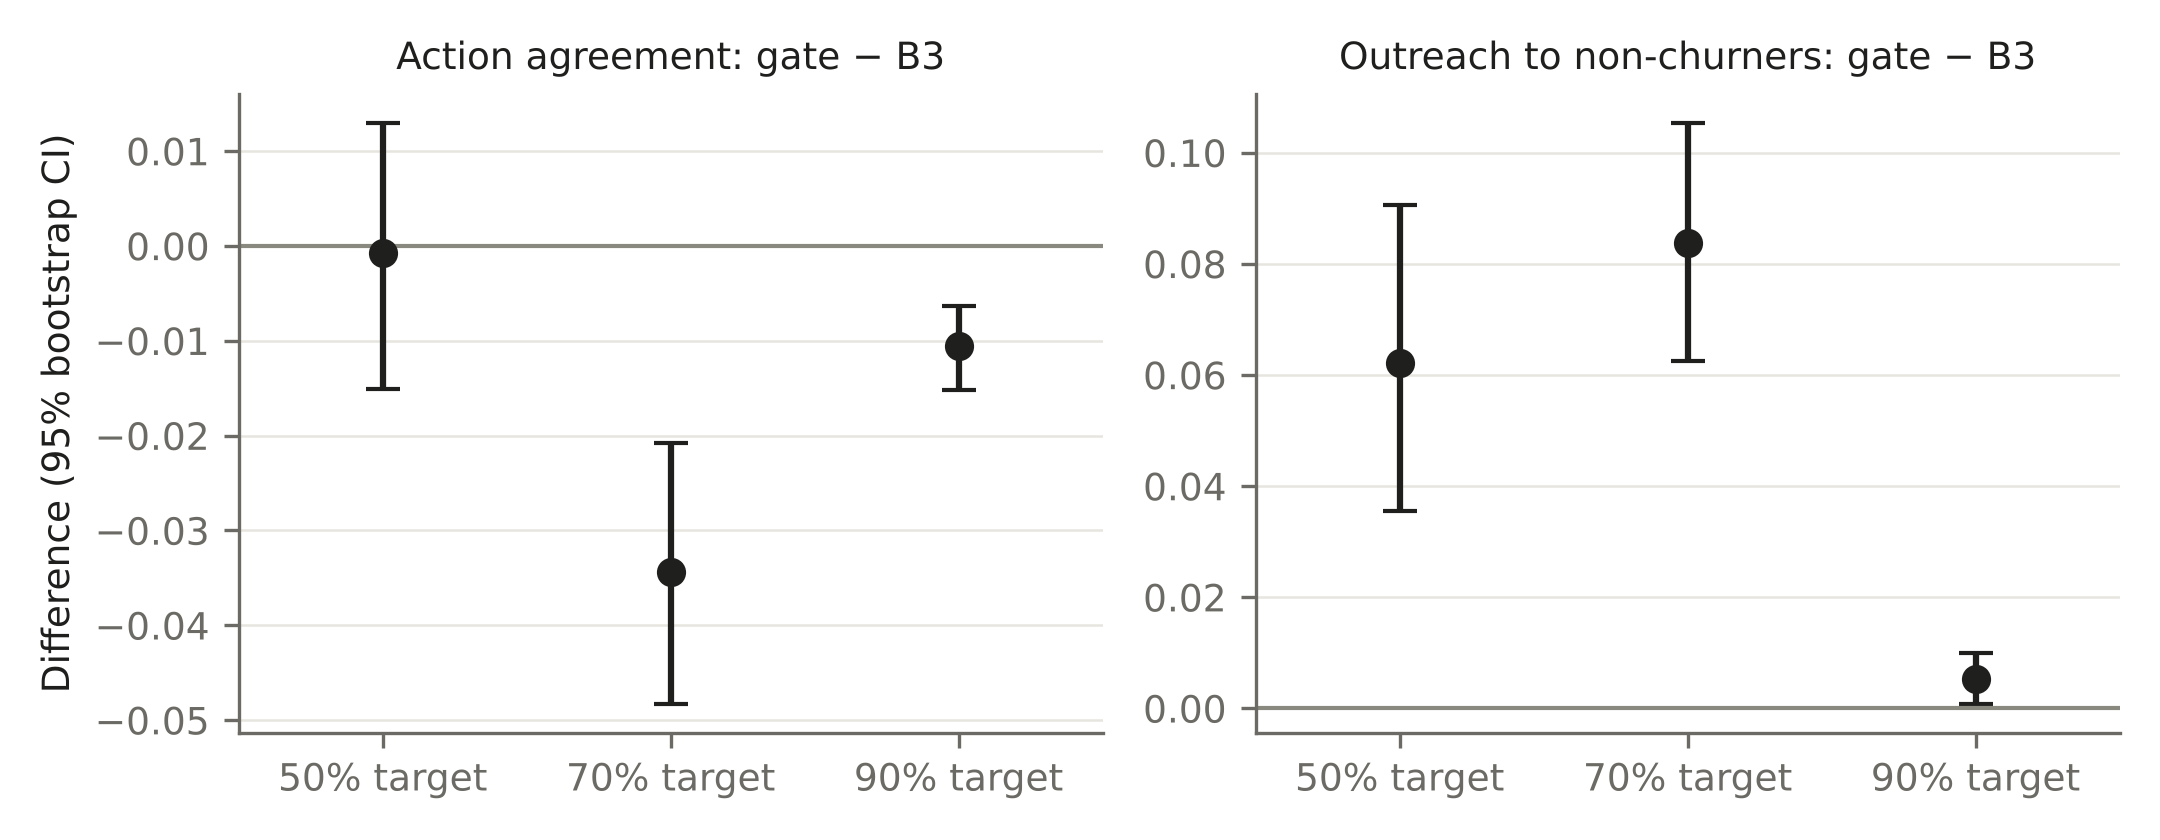 Action agreement: gate − B3
Difference (95% bootstrap CI)
0.01
0.00
−0.01
−0.02
−0.03
−0.04
−0.05
50% target
70% target
90% target
Outreach to non-churners: gate − B3
0.10
0.08
0.06
0.04
0.02
0.00
50% target
70% target
90% target